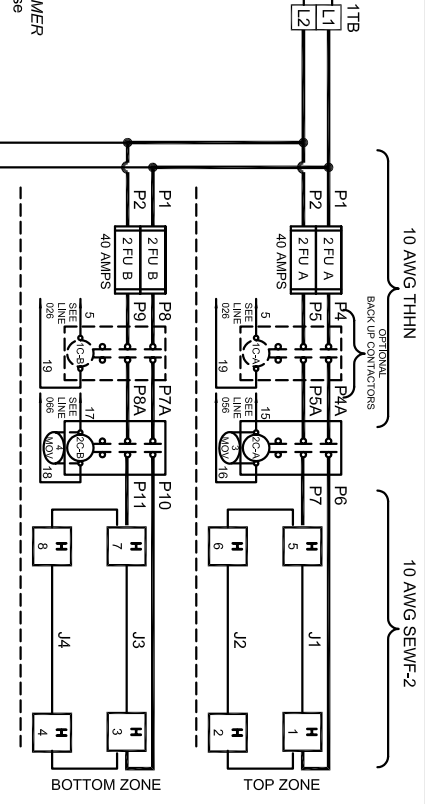 1TB
L1
L2
MER
se
10 AWG THHN
10 AWG SEWF-2
OPTIONAL
BACK UP CONTACTORS
P1
2 FU A
P4
P4A
P6
P2
2 FU A
P5
P5A
P7
40 AMPS
SEE
LINE
026
5
1C-A
19
SEE
LINE
056
15
2C-A
3
MOV
16
H
5
J1
H
1
H
6
J2
H
2
TOP ZONE
P1
2 FU B
P8
P7A
P10
P2
2 FU B
P9
P8A
P11
40 AMPS
SEE
LINE
026
5
1C-B
19
SEE
LINE
066
17
2C-B
4
MOV
18
H
7
J3
H
3
H
8
J4
H
4
BOTTOM ZONE